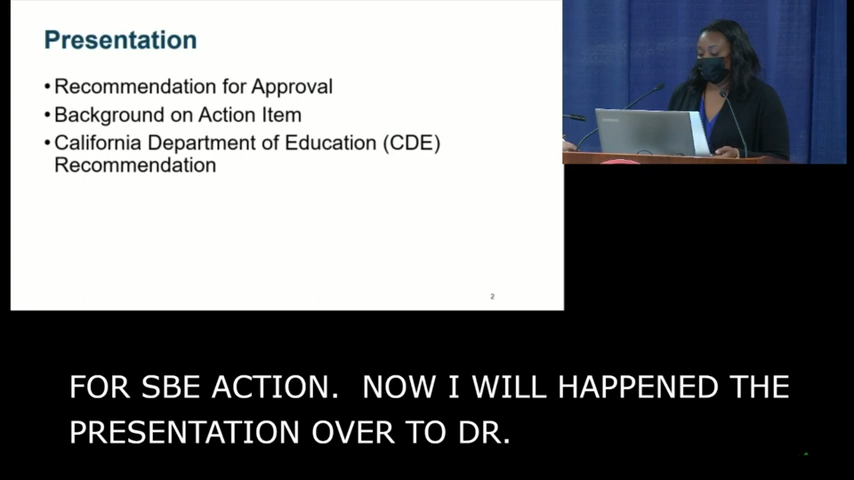 Presentation
• Recommendation for Approval
• Background on Action Item
• California Department of Education (CDE)
Recommendation
2
FOR SBE ACTION.  NOW I WILL HAPPENED THE
PRESENTATION OVER TO DR.